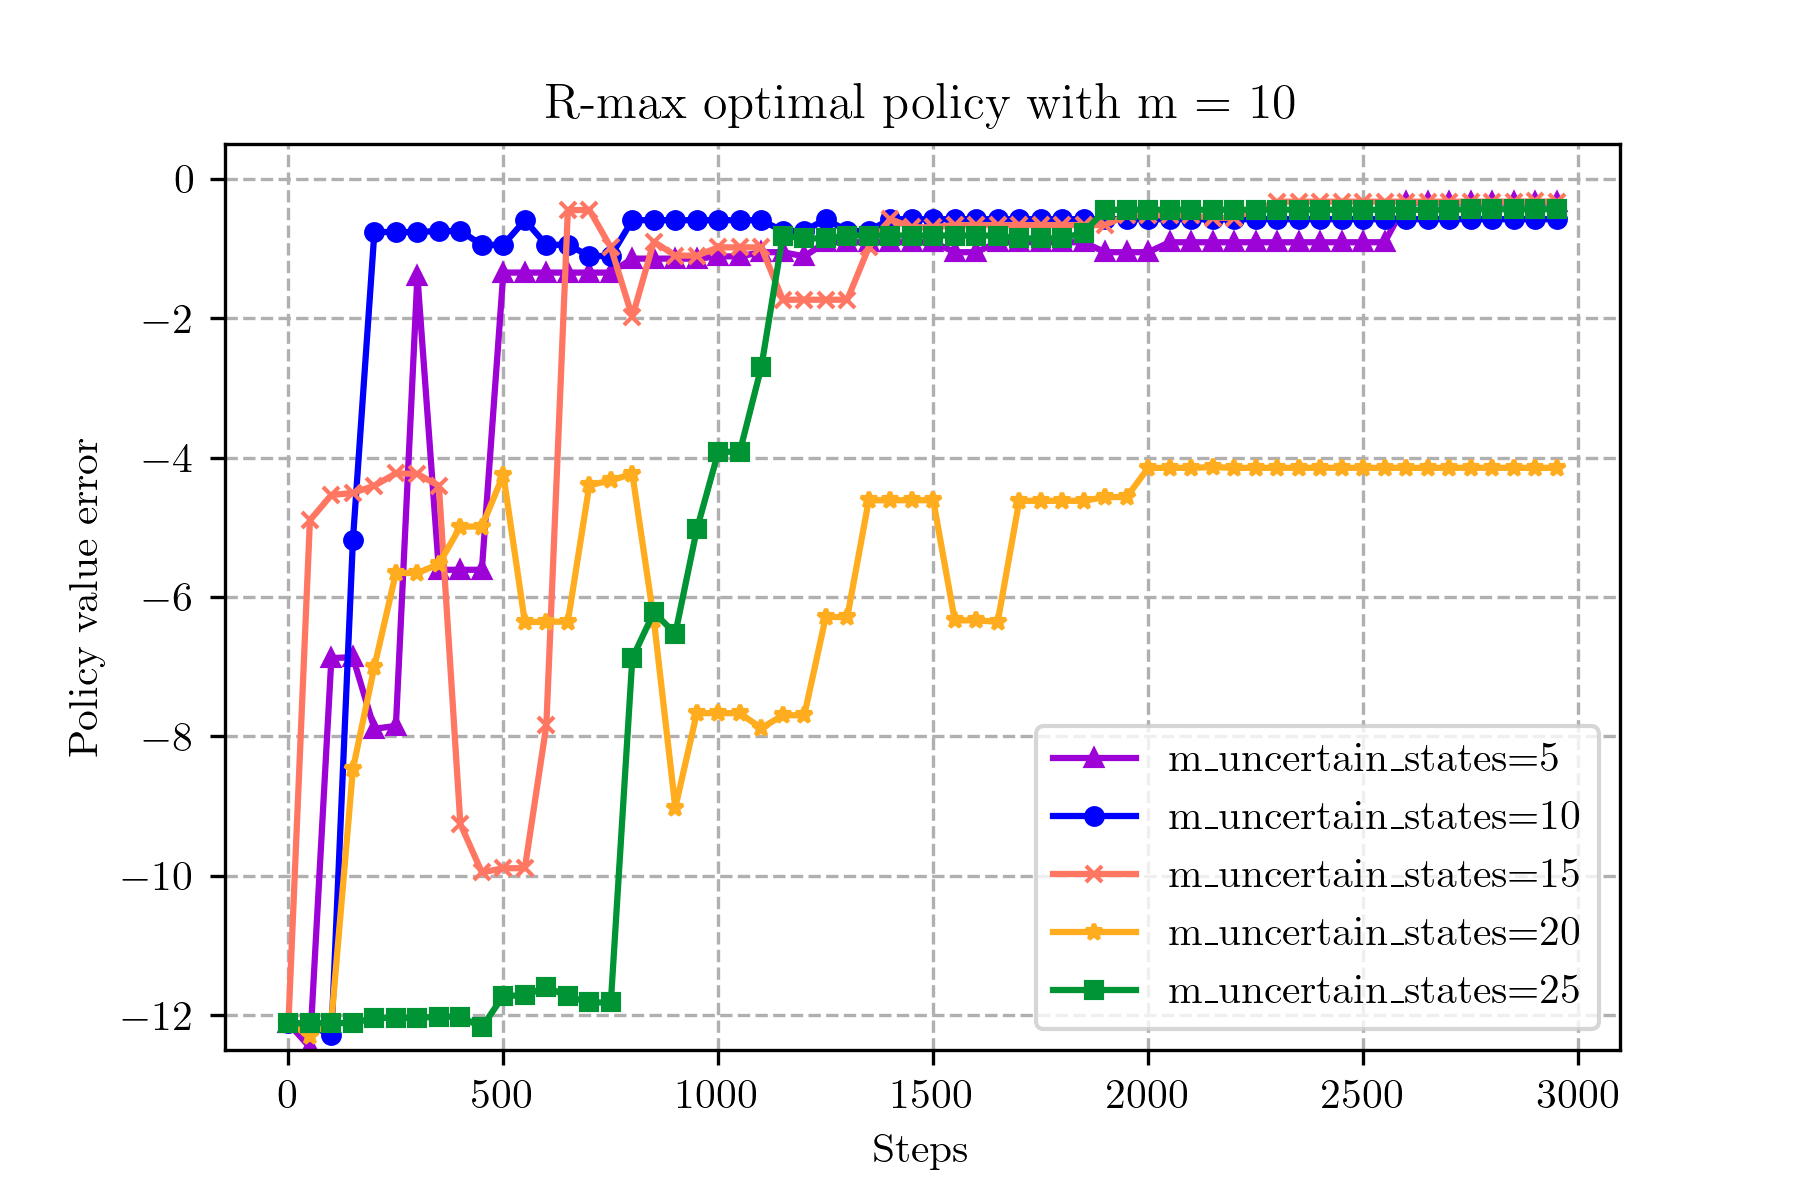 R-max optimal policy with m = 10
Policy value error
0
−2
−4
−6
−8
−10
−12
m_uncertain_states=5
m_uncertain_states=10
m_uncertain_states=15
m_uncertain_states=20
m_uncertain_states=25
0 500 1000 1500 2000 2500 3000
Steps